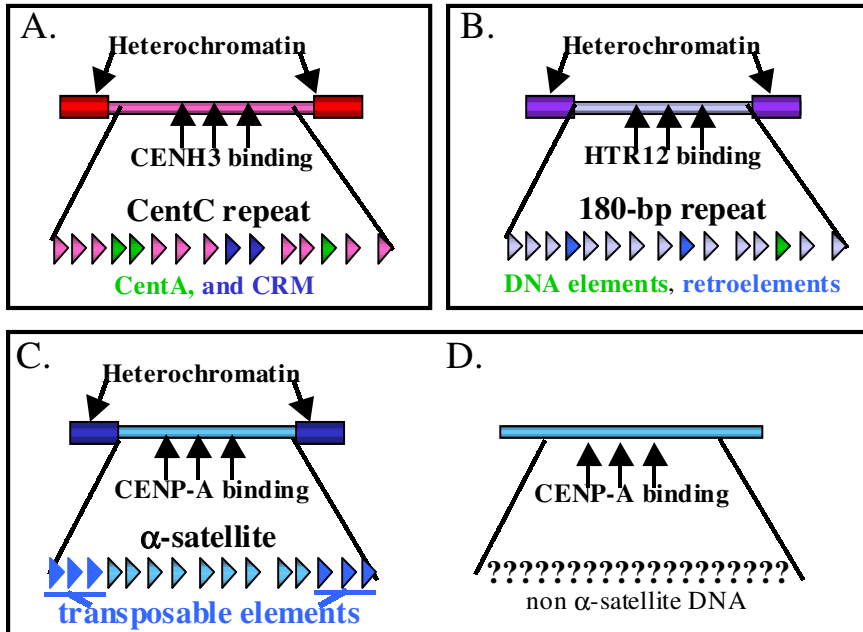 A.
Heterochromatin
CENH3 binding
CentC repeat
CentA, and CRM
B.
Heterochromatin
HTR12 binding
180-bp repeat
DNA elements, retroelements
C.
Heterochromatin
CENP-A binding
α-satellite
transposable elements
D.
CENP-A binding
???????????????????
non α-satellite DNA